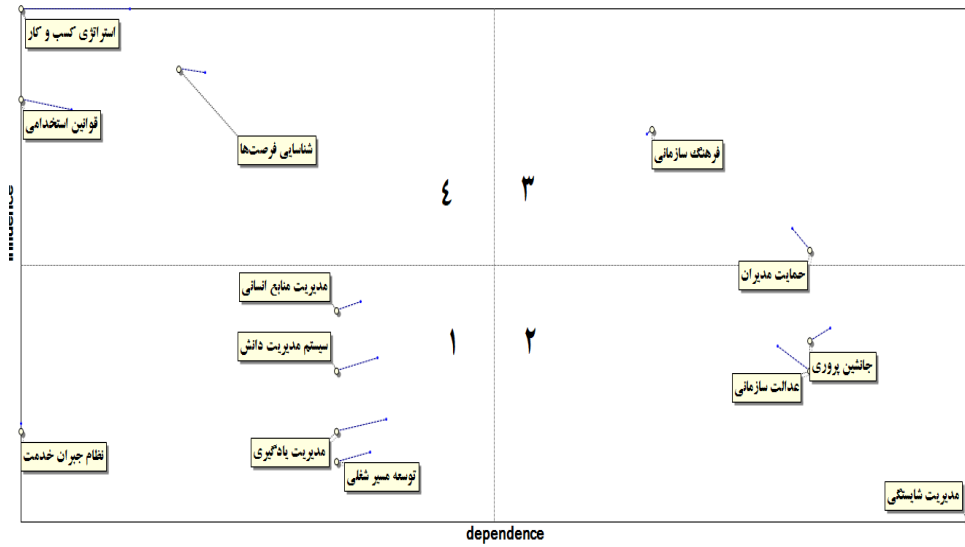 استراتژی کسب و کار
قوانین استخدامی
شناسایی فرصت‌ها
فرهنگ سازمانی
٤
٣
influence
حمایت مدیران
مدیریت منابع انسانی
سیستم مدیریت دانش
١
٢
جانشین پروری
عدالت سازمانی
نظام جبران خدمت
مدیریت یادگیری
توسعه مسیر شغلی
مدیریت شایستگی
dependence